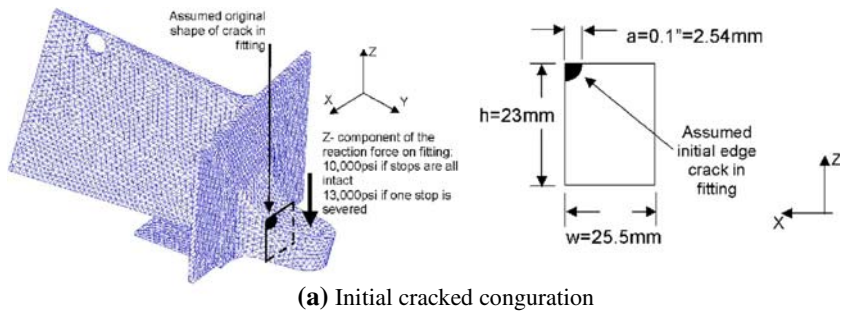 Assumed original
shape of crack in
fitting
Z
X
Y
Z- component of the
reaction force on fitting:
10,000psi if stops are all
intact
13,000psi if one stop is
severed
a=0.1"=2.54mm
h=23mm
Assumed
initial edge
crack in
fitting
w=25.5mm
Z
X
(a) Initial cracked conguration